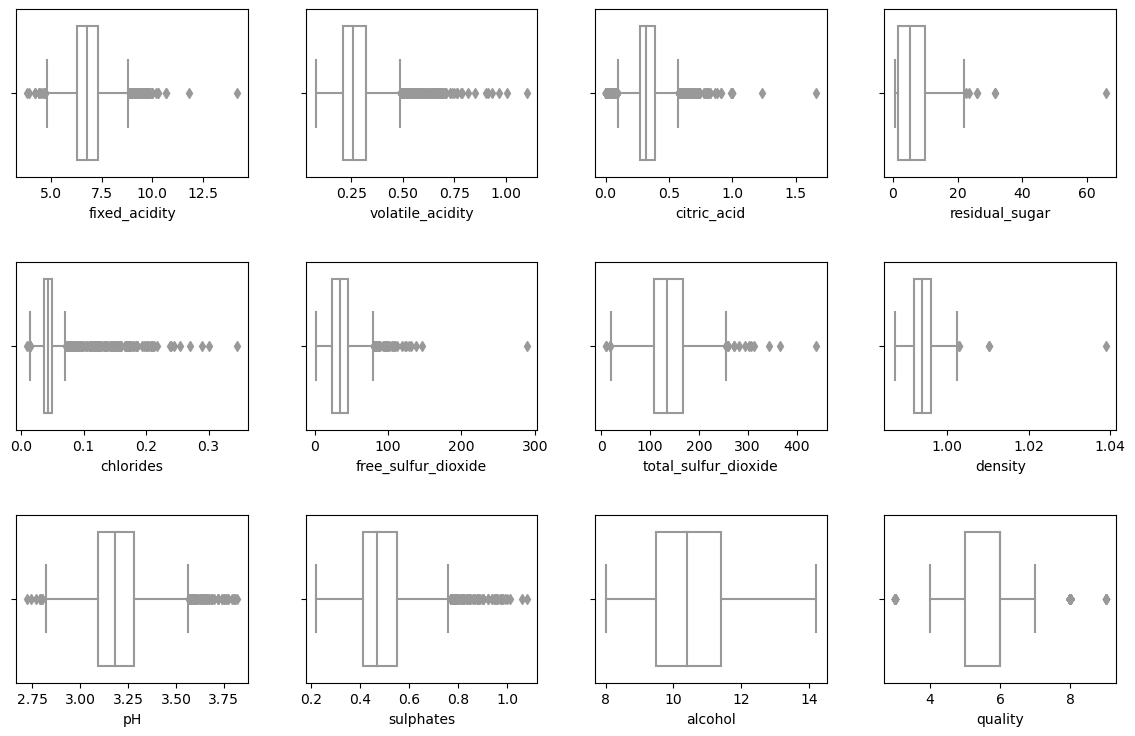 5.0 7.5 10.0 12.5
fixed_acidity
0.25 0.50 0.75 1.00
volatile_acidity
0.0 0.5 1.0 1.5
citric_acid
0 20 40 60
residual_sugar
0.0 0.1 0.2 0.3
chlorides
0 100 200 300
free_sulfur_dioxide
0 100 200 300 400
total_sulfur_dioxide
1.00 1.02 1.04
density
2.75 3.00 3.25 3.50 3.75
pH
0.2 0.4 0.6 0.8 1.0
sulphates
8 10 12 14
alcohol
4 6 8
quality